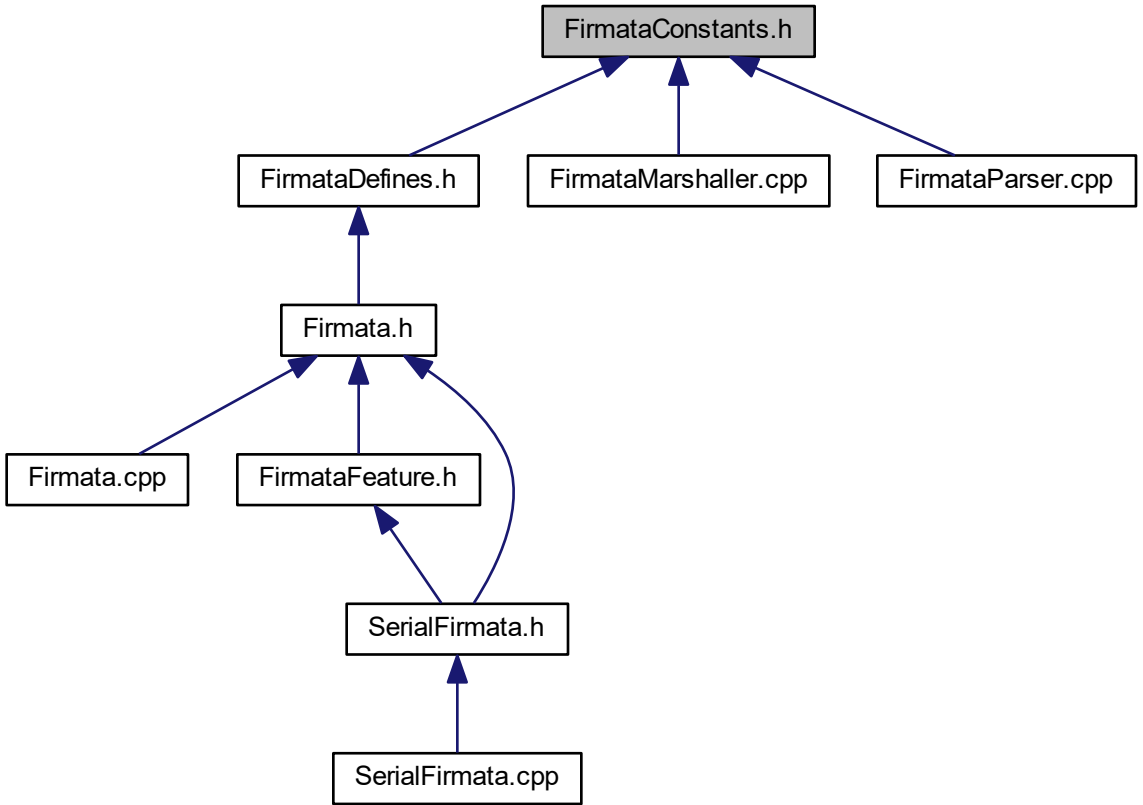 FirmataConstants.h
FirmataDefines.h
FirmataMarshaller.cpp
FirmataParser.cpp
Firmata.h
Firmata.cpp
FirmataFeature.h
SerialFirmata.h
SerialFirmata.cpp